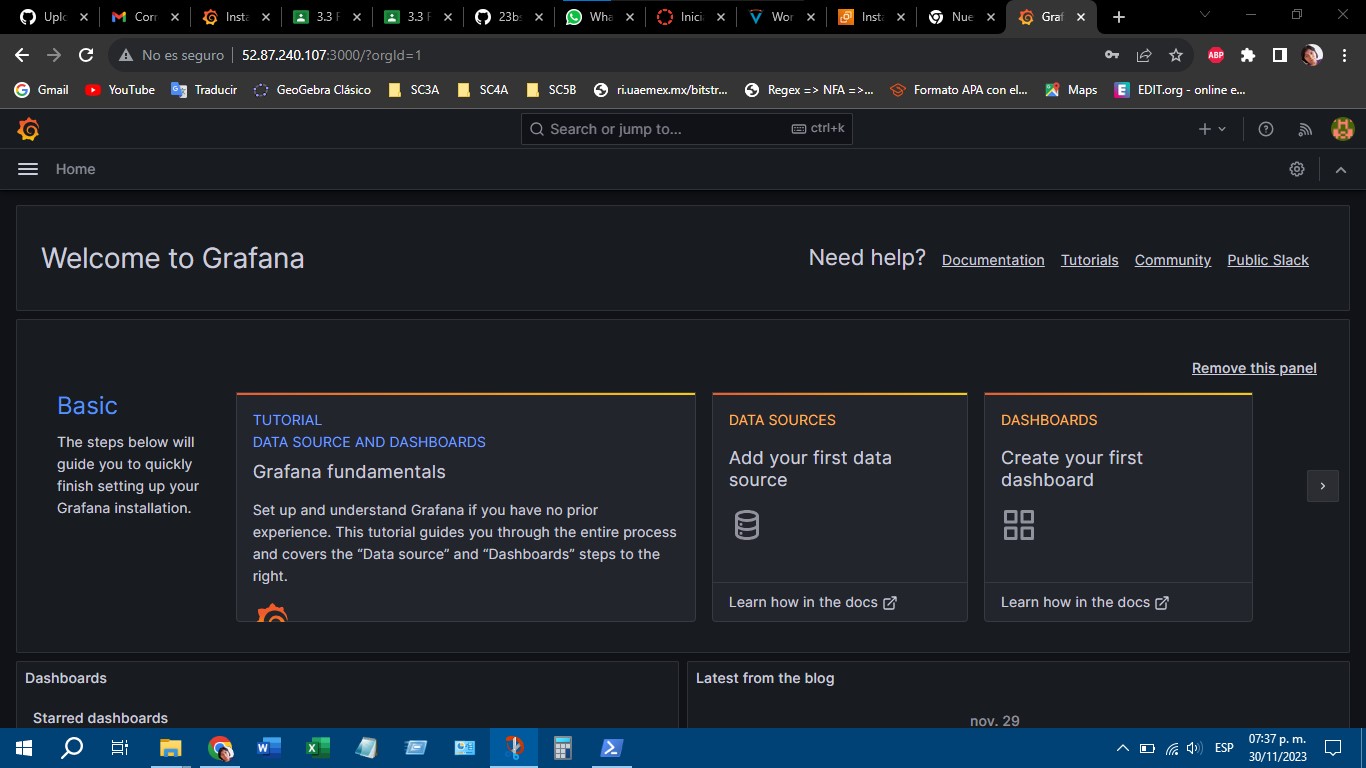 Uplo
Corr
Insta
3.3 F
3.3 F
23bs
Wha
Inici
Wor
Insta
Nue
Graf
No es seguro
52.87.240.107:3000/?orgId=1
ABP
Gmail
YouTube
Traducir
GeoGebra Clásico
SC3A
SC4A
SC5B
ri.uaemex.mx/bitstr...
Regex => NFA =>...
Formato APA con el...
Maps
EDIT.org - online e...
Search or jump to...
ctrl+k
Home
Welcome to Grafana
Need help?
Documentation
Tutorials
Community
Public Slack
Remove this panel
Basic
The steps below will
guide you to quickly
finish setting up your
Grafana installation.
TUTORIAL
DATA SOURCE AND DASHBOARDS
Grafana fundamentals
Set up and understand Grafana if you have no prior
experience. This tutorial guides you through the entire process
and covers the “Data source” and “Dashboards” steps to the
right.
DATA SOURCES
Add your first data
source
Learn how in the docs
DASHBOARDS
Create your first
dashboard
Learn how in the docs
Dashboards
Starred dashboards
Latest from the blog
nov. 29
ESP
07:37 p. m.
30/11/2023